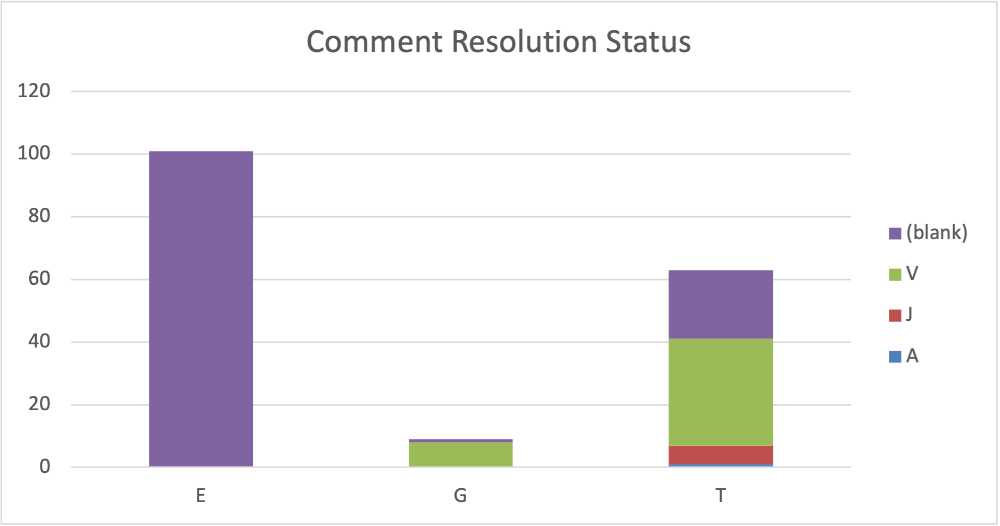 Comment Resolution Status
120
100
80
60
40
20
0
E G T
(blank)
V
J
A